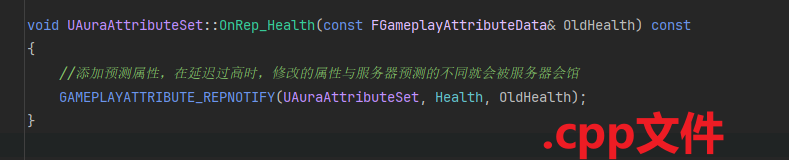 void UAuraAttributeSet::OnRep_Health(const FGameplayAttributeData& OldHealth) const
{
//添加预测属性，在延迟过高时，修改的属性与服务器预测的不同就会被服务器会馆
GAMEPLAYATTRIBUTE_REPNOTIFY(UAuraAttributeSet, Health, OldHealth);
}
.cpp文件